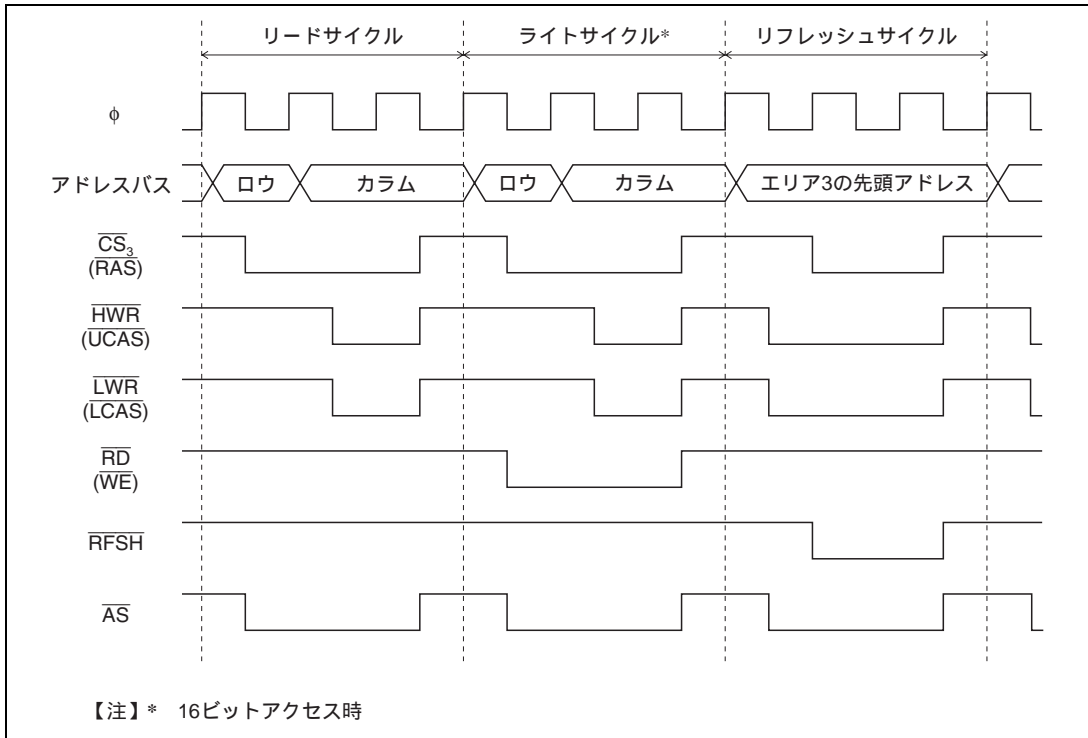 リードサイクル ライトサイクル* リフレッシュサイクル
φ
アドレスバス ロウ カラム ロウ カラム エリア3の先頭アドレス
CS3
(RAS)
HWR
(UCAS)
LWR
(LCAS)
RD
(WE)
RFSH
AS
【注】* 16ビットアクセス時